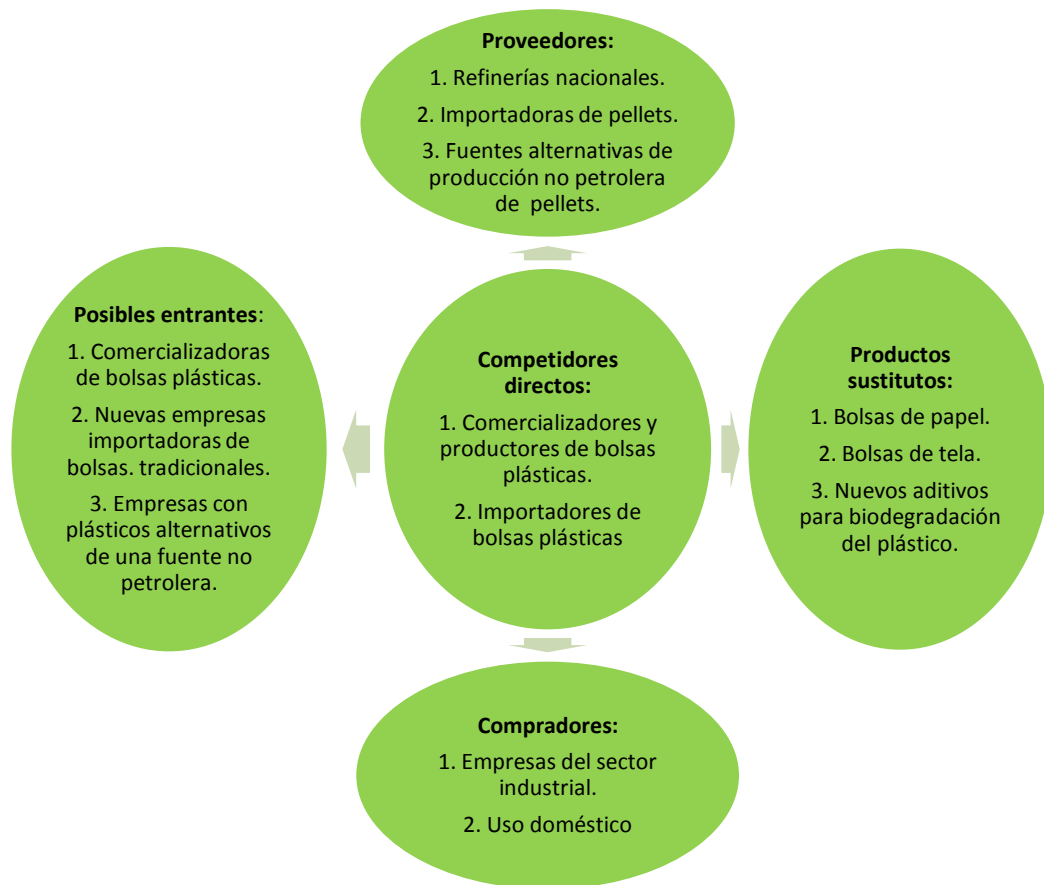 Proveedores:
1. Refinerías nacionales.
2. Importadoras de pellets.
3. Fuentes alternativas de
producción no petrolera
de pellets.
Posibles entrantes:
1. Comercializadoras
de bolsas plásticas.
2. Nuevas empresas
importadoras de
bolsas. tradicionales.
3. Empresas con
plásticos alternativos
de una fuente no
petrolera.
Competidores
directos:
1. Comercializadores y
productores de bolsas
plásticas.
2. Importadores de
bolsas plásticas
Productos
sustitutos:
1. Bolsas de papel.
2. Bolsas de tela.
3. Nuevos aditivos
para biodegradación
del plástico.
Compradores:
1. Empresas del sector
industrial.
2. Uso doméstico